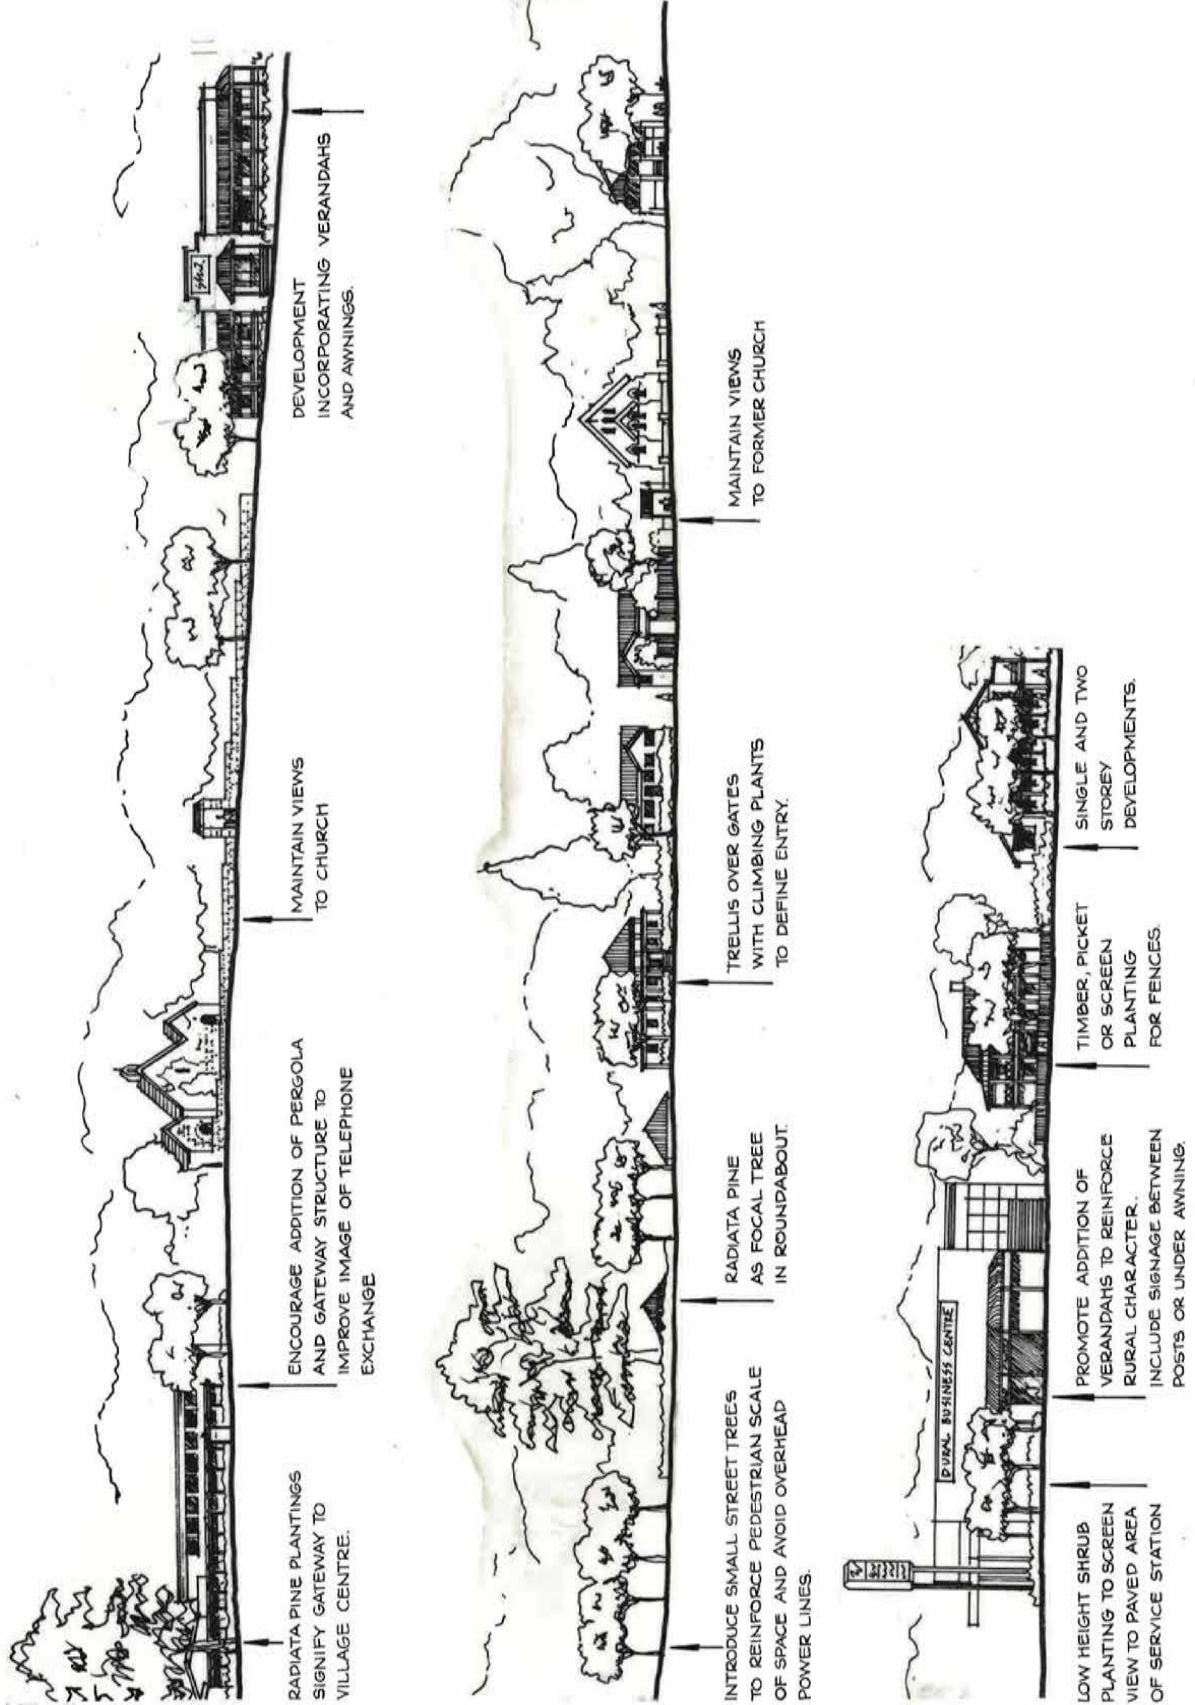 RADIATA PINE PLANTINGS
SIGNIFY GATEWAY TO
VILLAGE CENTRE.
ENCOURAGE ADDITION OF PERGOLA
AND GATEWAY STRUCTURE TO
IMPROVE IMAGE OF TELEPHONE
EXCHANGE
MAINTAIN VIEWS
TO CHURCH
DEVELOPMENT
INCORPORATING VERANDAHS
AND AWNINGS.
INTRODUCE SMALL STREET TREES
TO REINFORCE PEDESTRIAN SCALE
OF SPACE AND AVOID OVERHEAD
POWER LINES.
RADIATA PINE
AS FOCAL TREE
IN ROUNDABOUT.
TRELLIS OVER GATES
WITH CLIMBING PLANTS
TO DEFINE ENTRY.
MAINTAIN VIEWS
TO FORMER CHURCH
DURAL BUSINESS CENTRE
LOW HEIGHT SHRUB
PLANTING TO SCREEN
VIEW TO PAVED AREA
OF SERVICE STATION
PROMOTE ADDITION OF
VERANDAHS TO REINFORCE
RURAL CHARACTER.
INCLUDE SIGNAGE BETWEEN
POSTS OR UNDER AWNING.
TIMBER, PICKET
OR SCREEN
PLANTING
FOR FENCES.
SINGLE AND TWO
STOREY
DEVELOPMENTS.